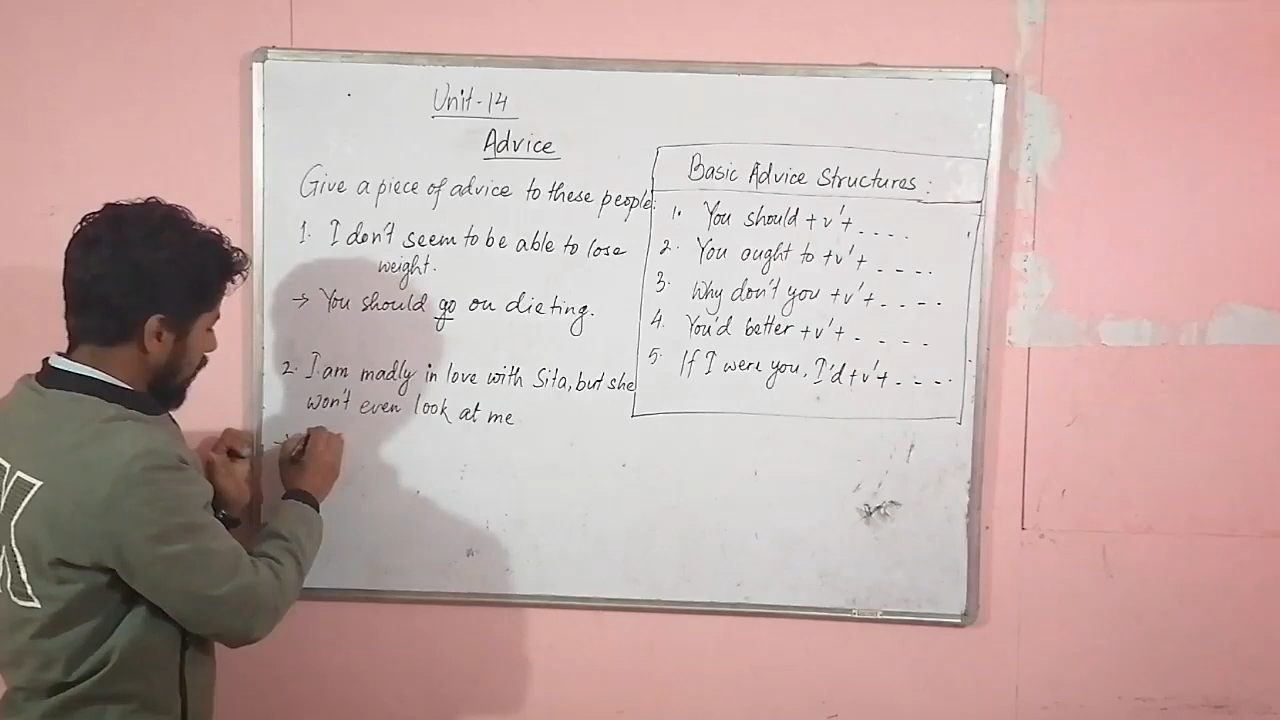 Unit-14
Advice
Give a piece of advice to these people:
1. I don't seem to be able to lose
weight.
→ You should go on dieting.
2. I am madly in love with Sita, but she
won't even look at me.
Basic Advice Structures:
1. You should + v' + ....
2. You ought to + v' + ....
3. Why don't you + v' + ....
4. You'd better + v' + ....
5. If I were you, I'd + v' + ....
K